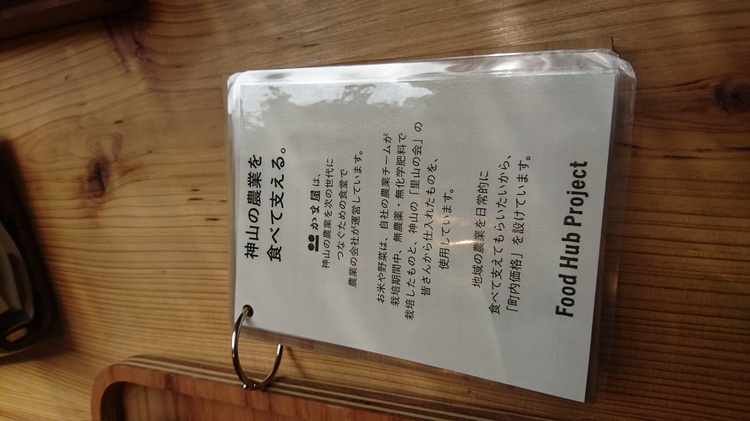 神山の農業を
食べて支える。
かま屋は、
神山の農業を次の世代に
つなぐための食堂で
農業の会社が運営しています。
お米や野菜は、自社の農業チームが
栽培期間中、無農薬・無化学肥料で
栽培したものと、神山の「里山の会」の
皆さんから仕入れたものを、
使用しています。
地域の農業を日常的に
食べて支えてもらいたいから、
「町内価格」を設けています。
Food Hub Project